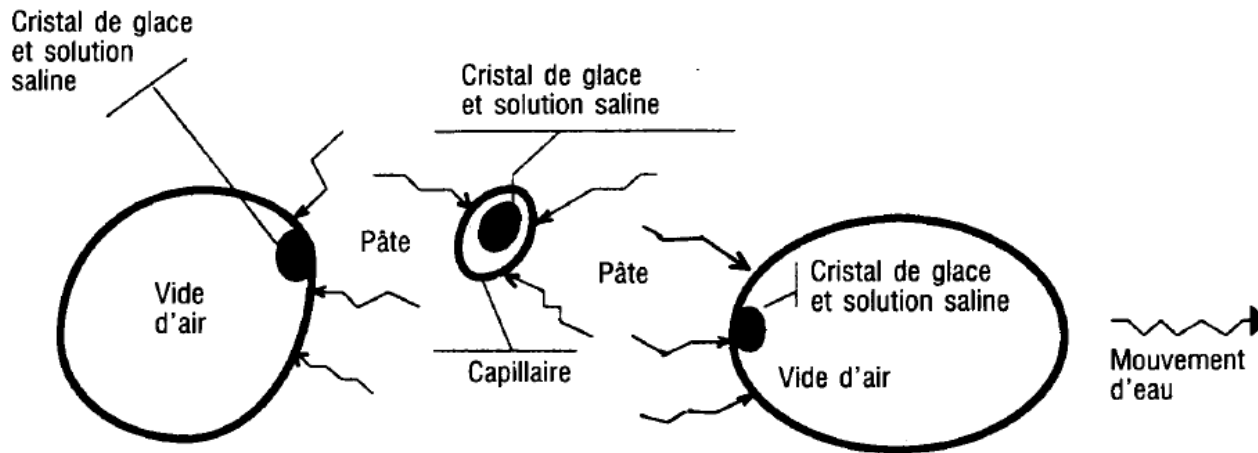 Cristal de glace
et solution
saline
Cristal de glace
et solution saline
Pâte
Pâte
Vide
d'air
Capillaire
Cristal de glace
et solution saline
Vide d'air
Mouvement
d'eau